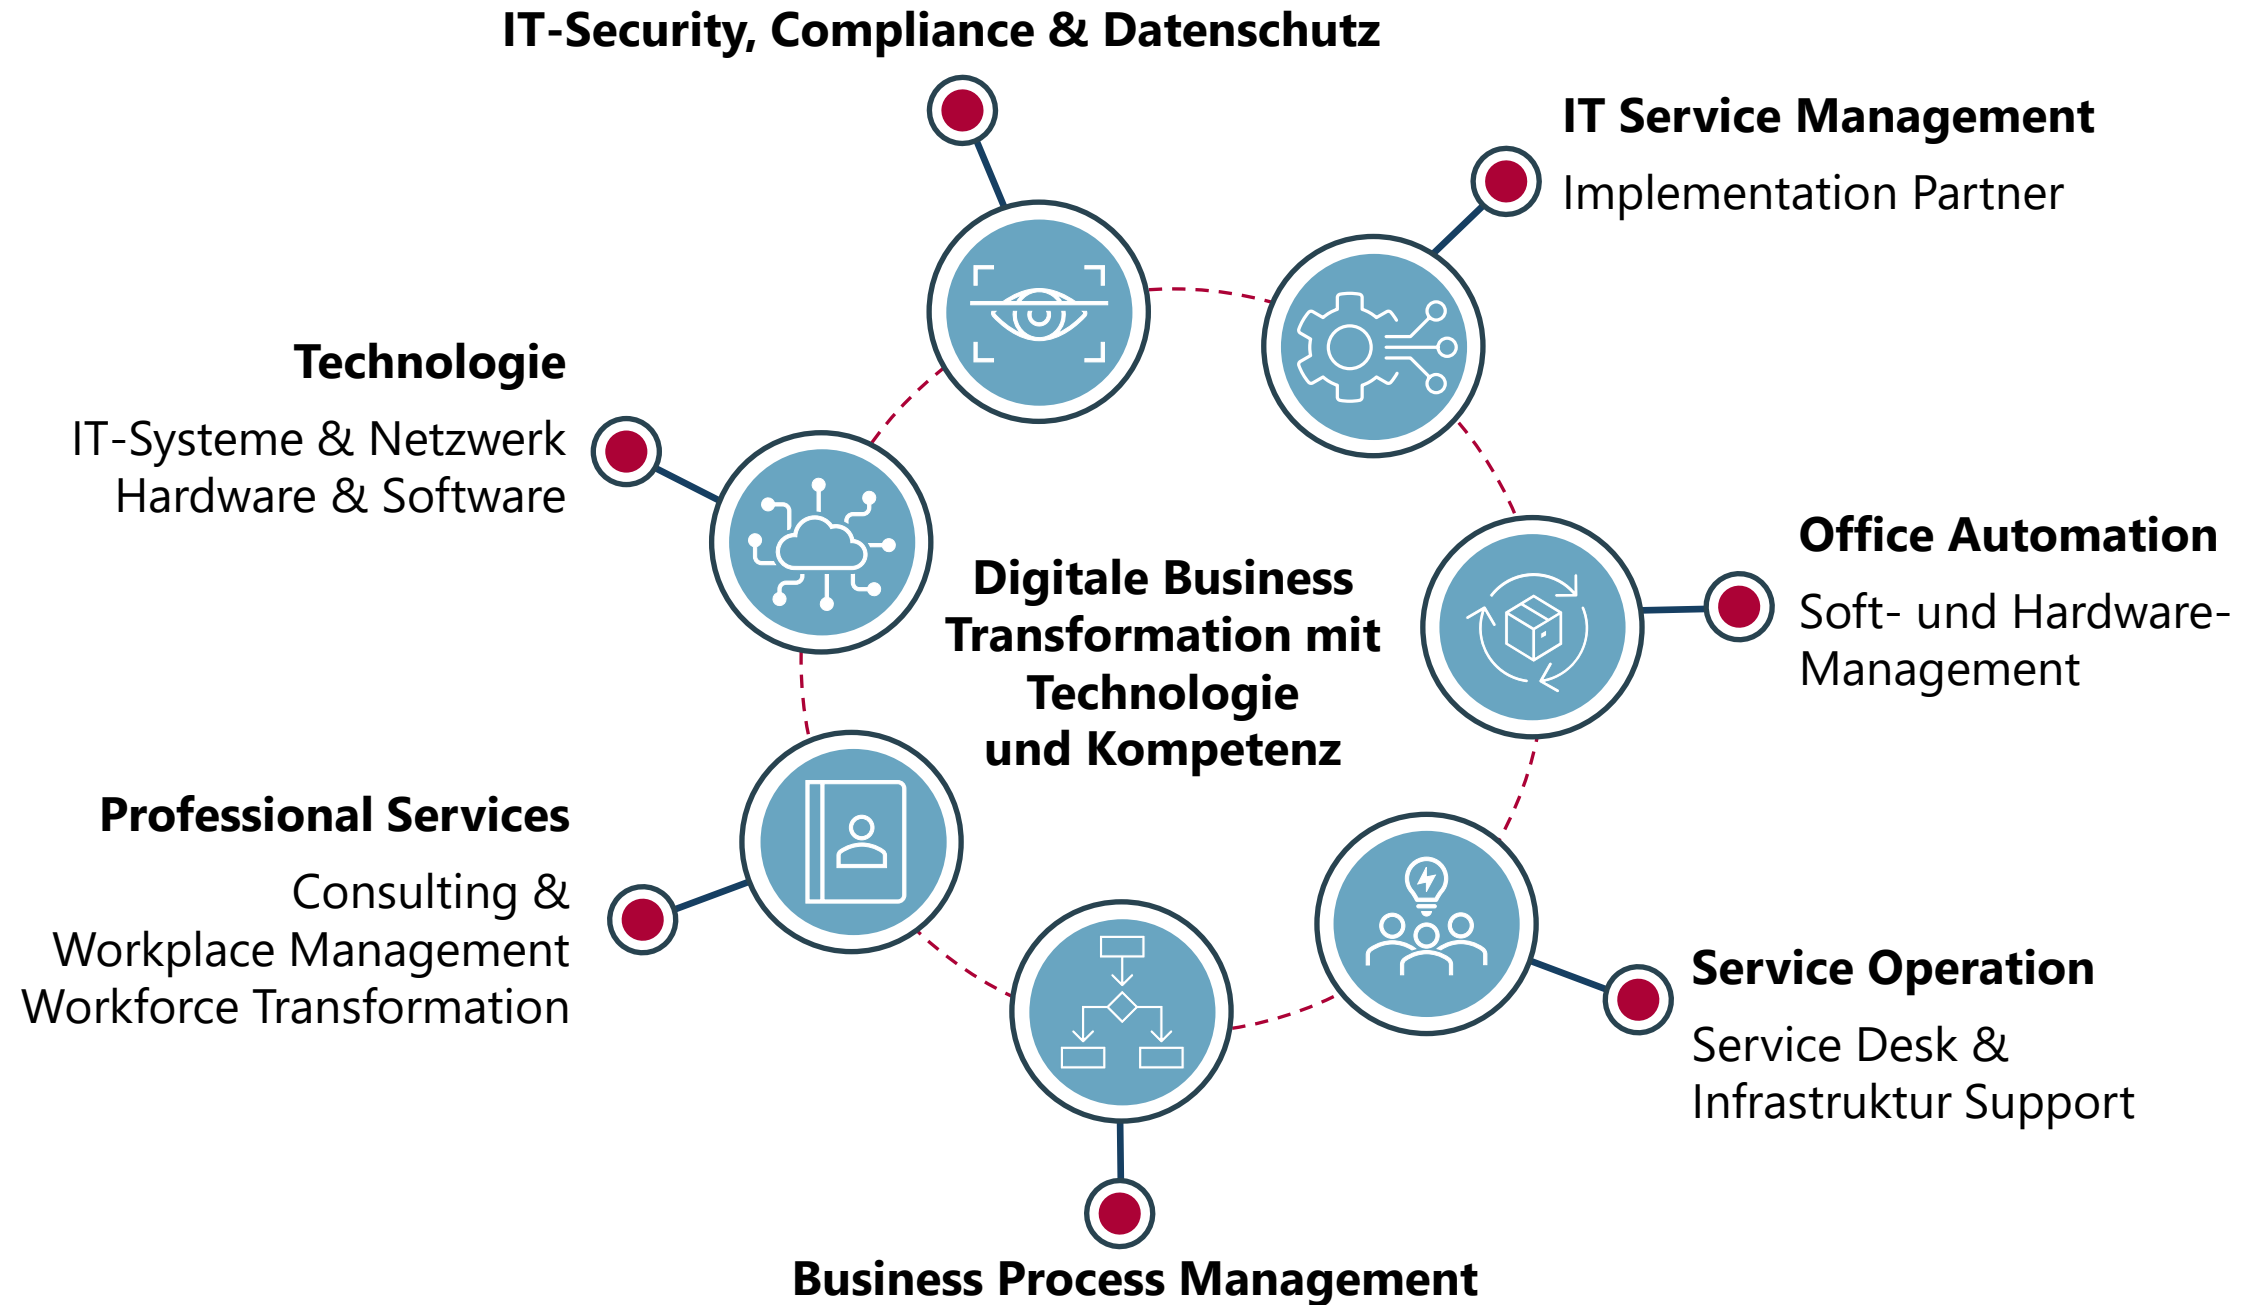 IT-Security, Compliance & Datenschutz
IT Service Management
Implementation Partner
Technologie
IT-Systeme & Netzwerk
Hardware & Software
Office Automation
Soft- und Hardware-
Management
Digitale Business
Transformation mit
Technologie
und Kompetenz
Professional Services
Consulting &
Workplace Management
Workforce Transformation
Service Operation
Service Desk &
Infrastruktur Support
Business Process Management